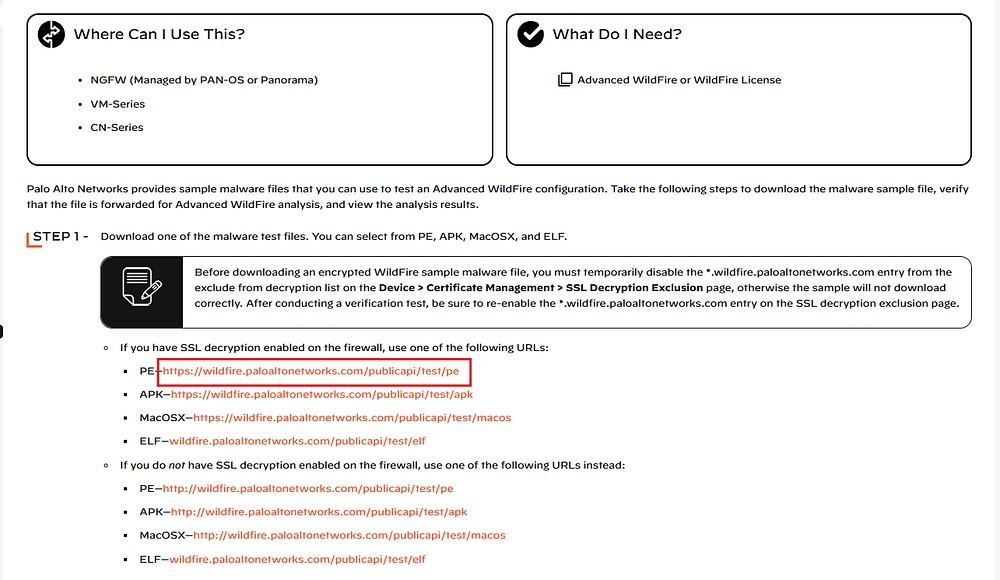 Where Can I Use This?
• NGFW (Managed by PAN-OS or Panorama)
• VM-Series
• CN-Series
What Do I Need?
Advanced WildFire or WildFire License
Palo Alto Networks provides sample malware files that you can use to test an Advanced WildFire configuration. Take the following steps to download the malware sample file, verify
that the file is forwarded for Advanced WildFire analysis, and view the analysis results.
STEP 1 - Download one of the malware test files. You can select from PE, APK, MacOSX, and ELF.
Before downloading an encrypted WildFire sample malware file, you must temporarily disable the *.wildfire.paloaltonetworks.com entry from the
exclude from decryption list on the Device > Certificate Management > SSL Decryption Exclusion page, otherwise the sample will not download
correctly. After conducting a verification test, be sure to re-enable the *.wildfire.paloaltonetworks.com entry on the SSL decryption exclusion page.
◦ If you have SSL decryption enabled on the firewall, use one of the following URLs:
▪ PE—https://wildfire.paloaltonetworks.com/publicapi/test/pe
▪ APK—https://wildfire.paloaltonetworks.com/publicapi/test/apk
▪ MacOSX—https://wildfire.paloaltonetworks.com/publicapi/test/macos
▪ ELF—wildfire.paloaltonetworks.com/publicapi/test/elf
◦ If you do not have SSL decryption enabled on the firewall, use one of the following URLs instead:
▪ PE—http://wildfire.paloaltonetworks.com/publicapi/test/pe
▪ APK—http://wildfire.paloaltonetworks.com/publicapi/test/apk
▪ MacOSX—http://wildfire.paloaltonetworks.com/publicapi/test/macos
▪ ELF—wildfire.paloaltonetworks.com/publicapi/test/elf